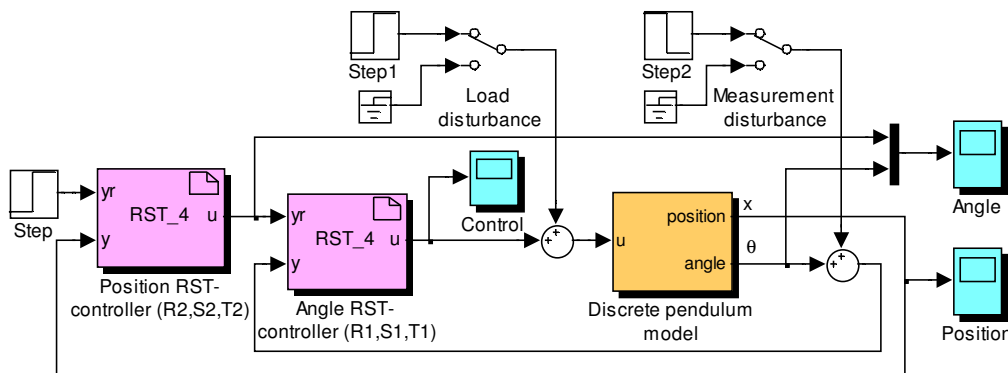 Step1
Load
disturbance
Step2
Measurement
disturbance
Step
yr
y
RST_4
u
Position RST-
controller (R2,S2,T2)
yr
y
RST_4
u
Angle RST-
controller (R1,S1,T1)
Control
+
+
u
position
angle
Discrete pendulum
model
x
θ
+
+
Angle
Position